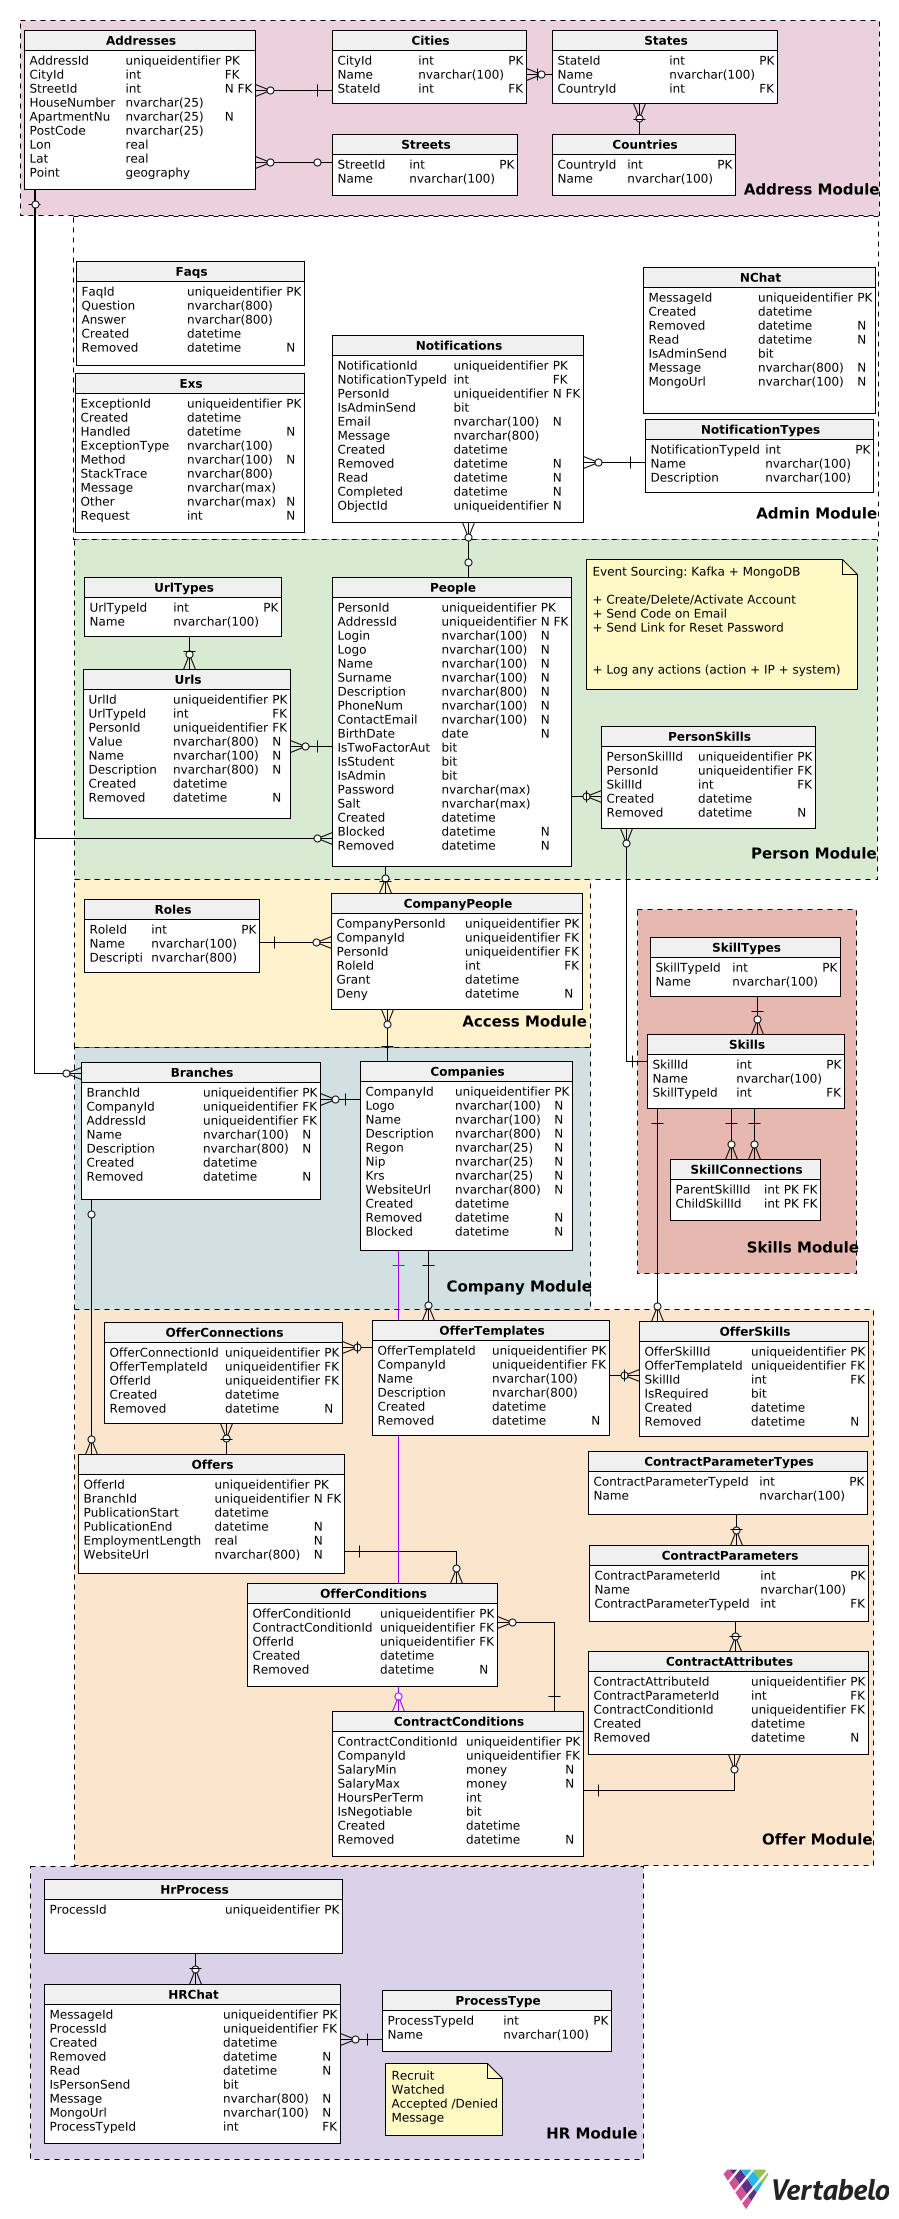 Addresses
AddressId uniqueidentifier PK
CityId int FK
StreetId int N FK
HouseNumber nvarchar(25)
ApartmentNu nvarchar(25) N
PostCode nvarchar(25)
Lon real
Lat real
Point geography
Cities
CityId int PK
Name nvarchar(100)
StateId int FK
States
StateId int PK
Name nvarchar(100)
CountryId int FK
Streets
StreetId int PK
Name nvarchar(100)
Countries
CountryId int PK
Name nvarchar(100)
Address Module
Faqs
FaqId uniqueidentifier PK
Question nvarchar(800)
Answer nvarchar(800)
Created datetime
Removed datetime N
NChat
MessageId uniqueidentifier PK
Created datetime
Removed datetime N
Read datetime N
IsAdminSend bit
Message nvarchar(800) N
MongoUrl nvarchar(100) N
Notifications
NotificationId uniqueidentifier PK
NotificationTypeId int FK
PersonId uniqueidentifier N FK
IsAdminSend bit
Email nvarchar(100) N
Message nvarchar(800)
Created datetime
Removed datetime N
Read datetime N
Completed datetime N
ObjectId uniqueidentifier N
Exs
ExceptionId uniqueidentifier PK
Created datetime
Handled datetime N
ExceptionType nvarchar(100)
Method nvarchar(100) N
StackTrace nvarchar(800)
Message nvarchar(max)
Other nvarchar(max) N
Request int N
NotificationTypes
NotificationTypeId int PK
Name nvarchar(100)
Description nvarchar(100)
Admin Module
UrlTypes
UrlTypeId int PK
Name nvarchar(100)
People
PersonId uniqueidentifier PK
AddressId uniqueidentifier N FK
Login nvarchar(100) N
Logo nvarchar(100) N
Name nvarchar(100) N
Surname nvarchar(100) N
Description nvarchar(800) N
PhoneNum nvarchar(100) N
ContactEmail nvarchar(100) N
BirthDate date N
IsTwoFactorAut bit
IsStudent bit
IsAdmin bit
Password nvarchar(max)
Salt nvarchar(max)
Created datetime
Blocked datetime N
Removed datetime N
Event Sourcing: Kafka + MongoDB
+ Create/Delete/Activate Account
+ Send Code on Email
+ Send Link for Reset Password
+ Log any actions (action + IP + system)
Urls
UrlId uniqueidentifier PK
UrlTypeId int FK
PersonId uniqueidentifier FK
Value nvarchar(800) N
Name nvarchar(100) N
Description nvarchar(800) N
Created datetime
Removed datetime N
PersonSkills
PersonSkillId uniqueidentifier PK
PersonId uniqueidentifier FK
SkillId int FK
Created datetime
Removed datetime N
Person Module
Roles
RoleId int PK
Name nvarchar(100)
Descripti nvarchar(800)
CompanyPeople
CompanyPersonId uniqueidentifier PK
CompanyId uniqueidentifier FK
PersonId uniqueidentifier FK
RoleId int FK
Grant datetime
Deny datetime N
Access Module
SkillTypes
SkillTypeId int PK
Name nvarchar(100)
Skills
SkillId int PK
Name nvarchar(100)
SkillTypeId int FK
SkillConnections
ParentSkillId int PK FK
ChildSkillId int PK FK
Skills Module
Branches
BranchId uniqueidentifier PK
CompanyId uniqueidentifier FK
AddressId uniqueidentifier FK
Name nvarchar(100) N
Description nvarchar(800) N
Created datetime
Removed datetime N
Companies
CompanyId uniqueidentifier PK
Logo nvarchar(100) N
Name nvarchar(100) N
Description nvarchar(800) N
Regon nvarchar(25) N
Nip nvarchar(25) N
Krs nvarchar(25) N
WebsiteUrl nvarchar(800) N
Created datetime
Removed datetime N
Blocked datetime N
Company Module
OfferConnections
OfferConnectionId uniqueidentifier PK
OfferTemplateId uniqueidentifier FK
OfferId uniqueidentifier FK
Created datetime
Removed datetime N
OfferTemplates
OfferTemplateId uniqueidentifier PK
CompanyId uniqueidentifier FK
Name nvarchar(100)
Description nvarchar(800)
Created datetime
Removed datetime N
OfferSkills
OfferSkillId uniqueidentifier PK
OfferTemplateId uniqueidentifier FK
SkillId int FK
IsRequired bit
Created datetime
Removed datetime N
Offers
OfferId uniqueidentifier PK
BranchId uniqueidentifier N FK
PublicationStart datetime
PublicationEnd datetime N
EmploymentLength real N
WebsiteUrl nvarchar(800) N
ContractParameterTypes
ContractParameterTypeId int PK
Name nvarchar(100)
ContractParameters
ContractParameterId int PK
Name nvarchar(100)
ContractParameterTypeId int FK
OfferConditions
OfferConditionId uniqueidentifier PK
ContractConditionId uniqueidentifier FK
OfferId uniqueidentifier FK
Created datetime
Removed datetime N
ContractAttributes
ContractAttributeId uniqueidentifier PK
ContractParameterId int FK
ContractConditionId uniqueidentifier FK
Created datetime
Removed datetime N
ContractConditions
ContractConditionId uniqueidentifier PK
CompanyId uniqueidentifier FK
SalaryMin money N
SalaryMax money N
HoursPerTerm int
IsNegotiable bit
Created datetime
Removed datetime N
Offer Module
HrProcess
ProcessId uniqueidentifier PK
HRChat
MessageId uniqueidentifier PK
ProcessId uniqueidentifier FK
Created datetime
Removed datetime N
Read datetime N
IsPersonSend bit
Message nvarchar(800) N
MongoUrl nvarchar(100) N
ProcessTypeId int FK
ProcessType
ProcessTypeId int PK
Name nvarchar(100)
Recruit
Watched
Accepted /Denied
Message
HR Module
Vertabelo